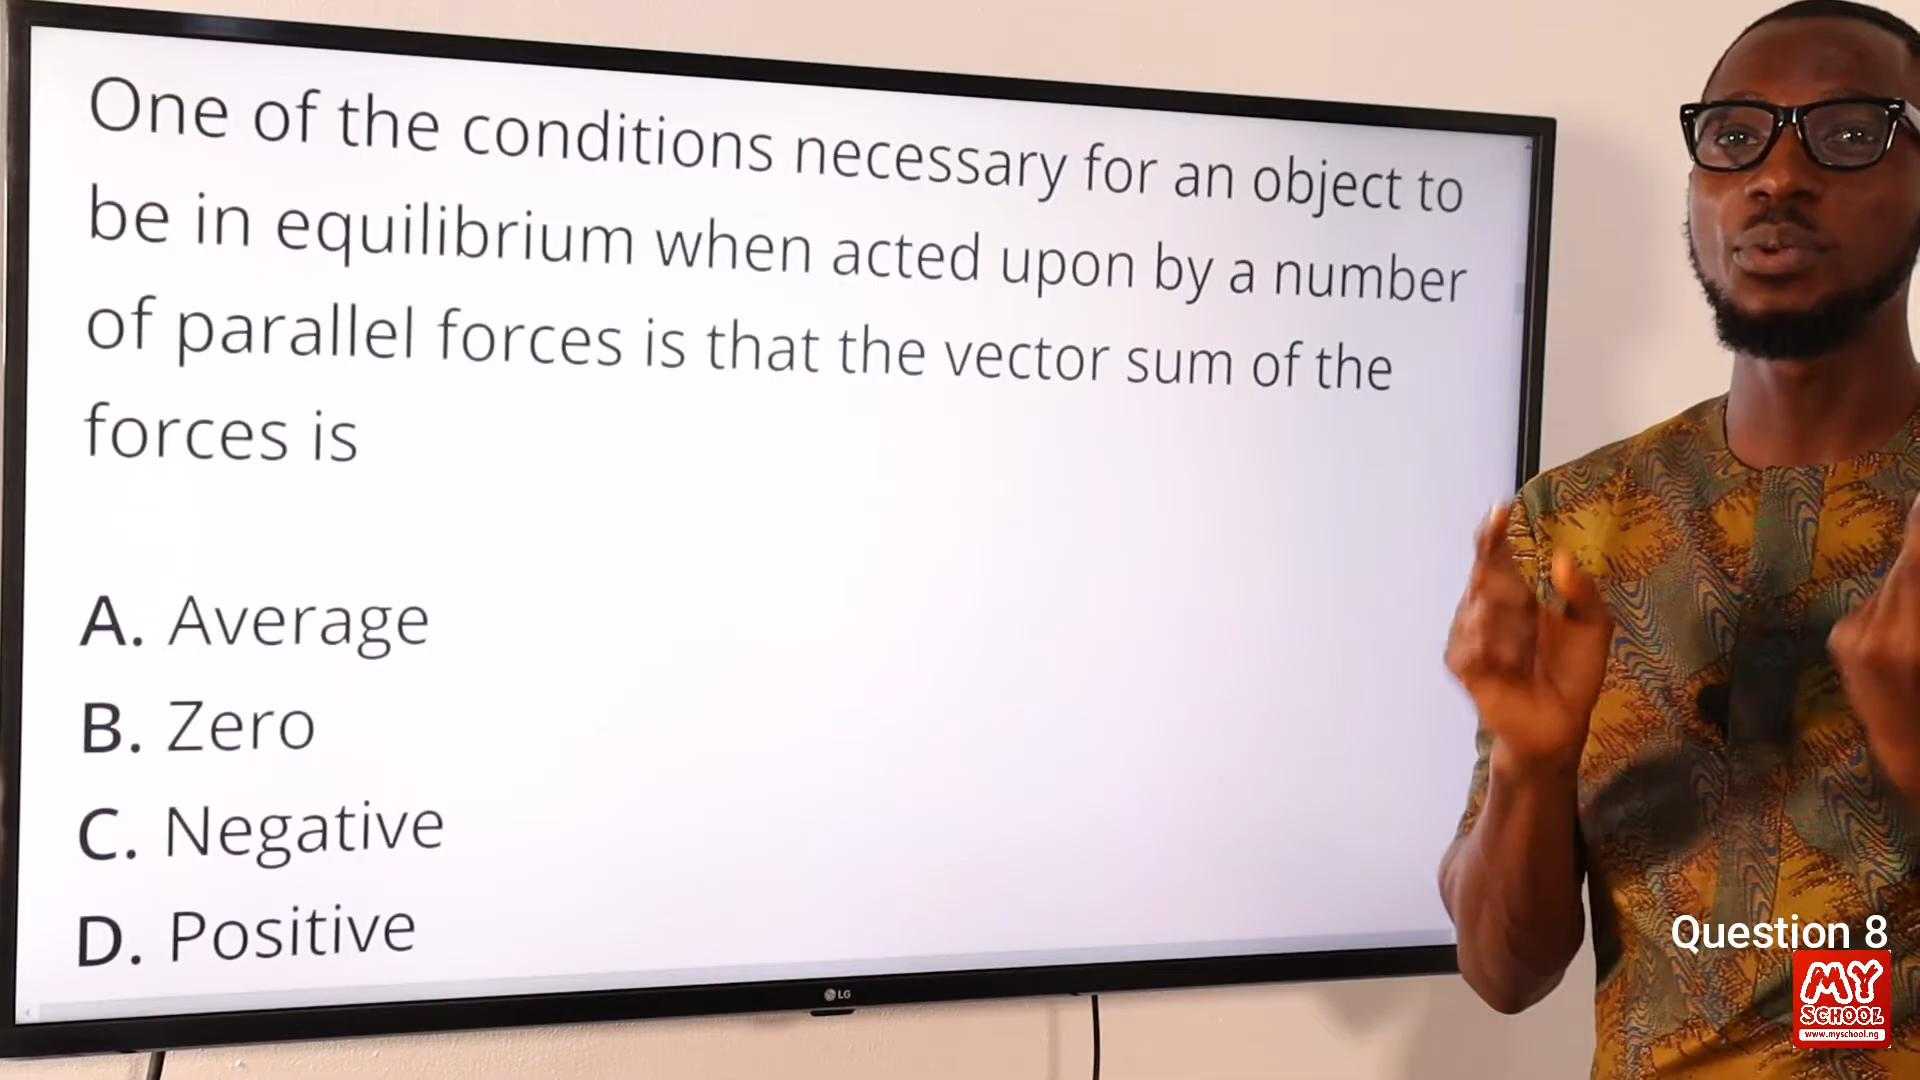 One of the conditions necessary for an object to
be in equilibrium when acted upon by a number
of parallel forces is that the vector sum of the
forces is
A. Average
B. Zero
C. Negative
D. Positive
LG
Question 8
MY
SCHOOL
www.myschool.ng